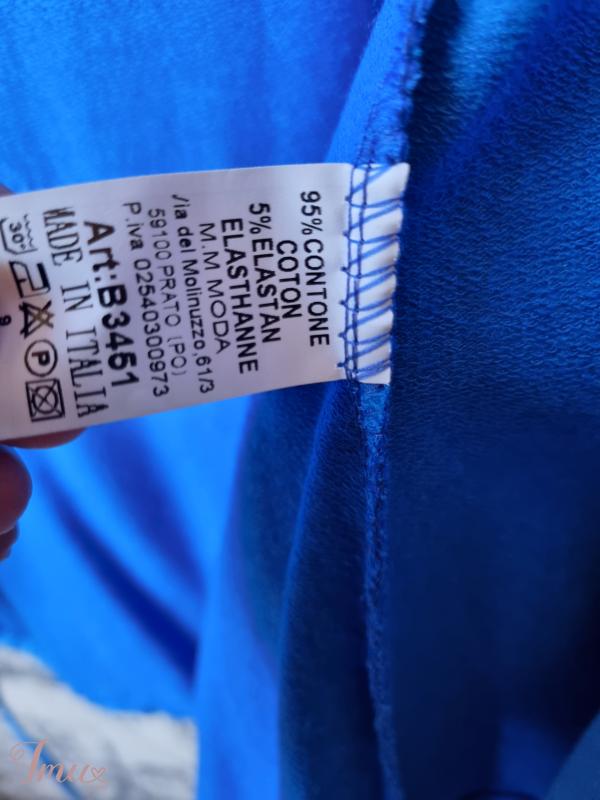 95% CONTONE
COTON
5% ELASTAN
ELASTHANNE
M.M MODA
Via del Molinuzzo,61/3
59100 PRATO (PO),
P.iva 02540300973
Art:B3451
MADE IN ITALIA
30°
P
9
Imu